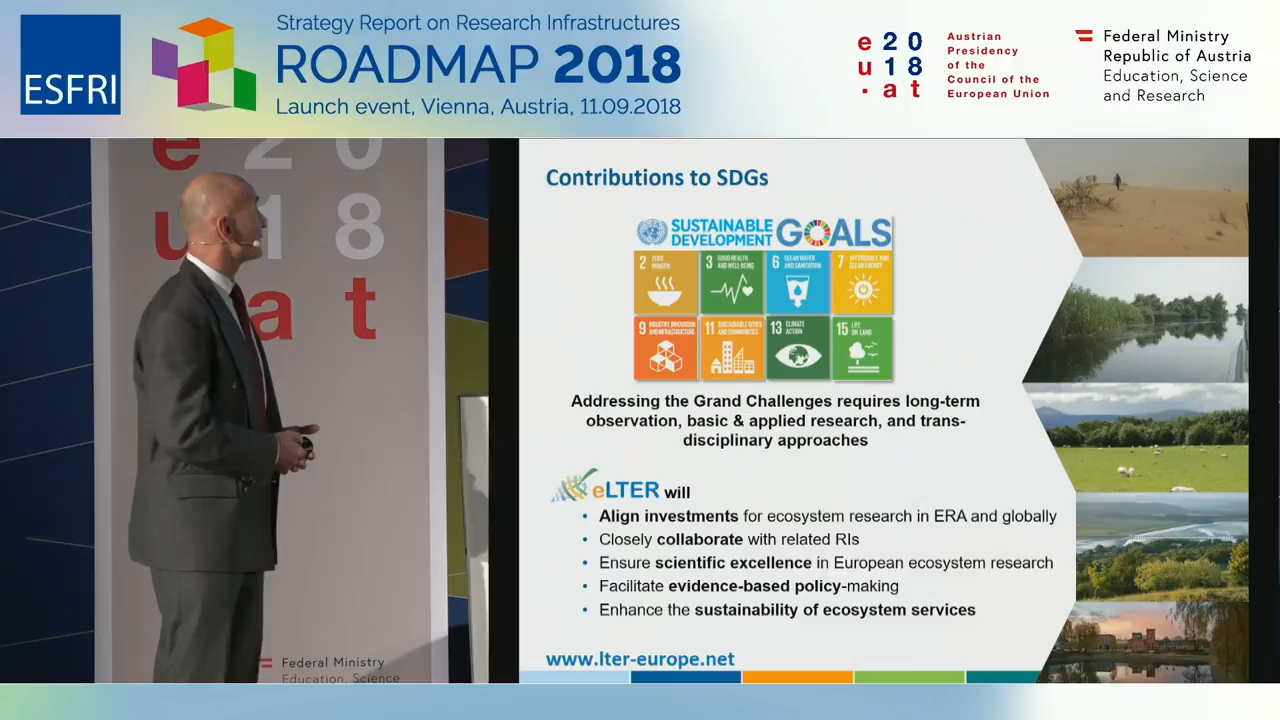 ESFRI
Strategy Report on Research Infrastructures
ROADMAP 2018
Launch event, Vienna, Austria, 11.09.2018
e 2 0
u 1 8
. a t
Austrian
Presidency
of the
Council of the
European Union
Federal Ministry
Republic of Austria
Education, Science
and Research
e 2 0
u 1 8
a t
Federal Ministry
Education, Science
Contributions to SDGs
SUSTAINABLE
DEVELOPMENT GOALS
2 ZERO HUNGER
3 GOOD HEALTH AND WELL-BEING
6 CLEAN WATER AND SANITATION
7 AFFORDABLE AND CLEAN ENERGY
9 INDUSTRY, INNOVATION AND INFRASTRUCTURE
11 SUSTAINABLE CITIES AND COMMUNITIES
13 CLIMATE ACTION
15 LIFE ON LAND
Addressing the Grand Challenges requires long-term
observation, basic & applied research, and trans-
disciplinary approaches
eLTER will
• Align investments for ecosystem research in ERA and globally
• Closely collaborate with related RIs
• Ensure scientific excellence in European ecosystem research
• Facilitate evidence-based policy-making
• Enhance the sustainability of ecosystem services
www.lter-europe.net